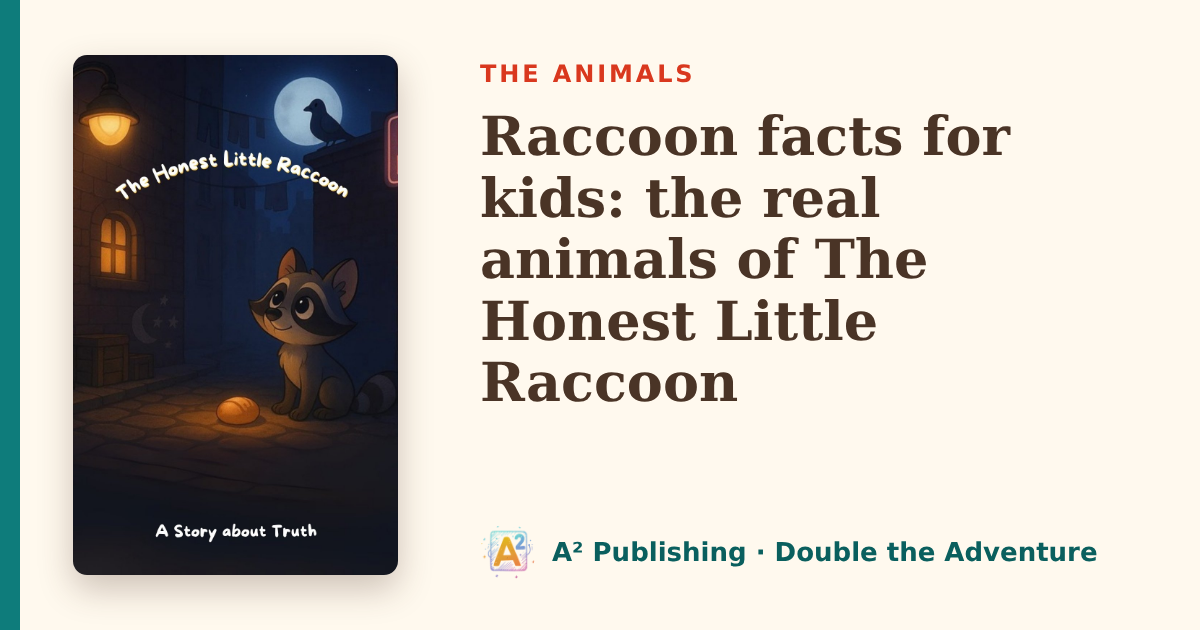 The Honest Little Raccoon
A Story about Truth
THE ANIMALS
Raccoon facts for
kids: the real
animals of The
Honest Little
Raccoon
A²
A² Publishing · Double the Adventure